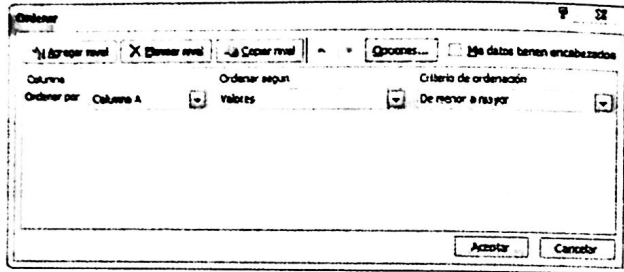 Ordenar
Agregar nivel Eliminar nivel Copiar nivel Opciones... Mis datos tienen encabezados
Columna Ordenar según Criterio de ordenación
Ordenar por Columna A Valores De menor a mayor
Aceptar Cancelar